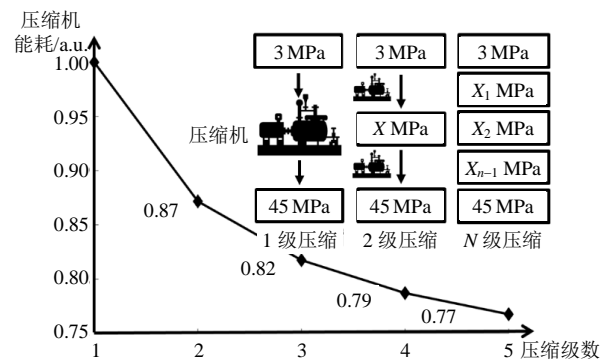 压缩机
能耗/a.u.
1.00
0.95
0.90
0.85
0.80
0.75
0.87
0.82
0.79
0.77
1 2 3 4 5 压缩级数
压缩机
3 MPa
45 MPa
1 级压缩
3 MPa
X MPa
45 MPa
2 级压缩
3 MPa
X₁ MPa
X₂ MPa
Xₙ₋₁ MPa
45 MPa
N 级压缩